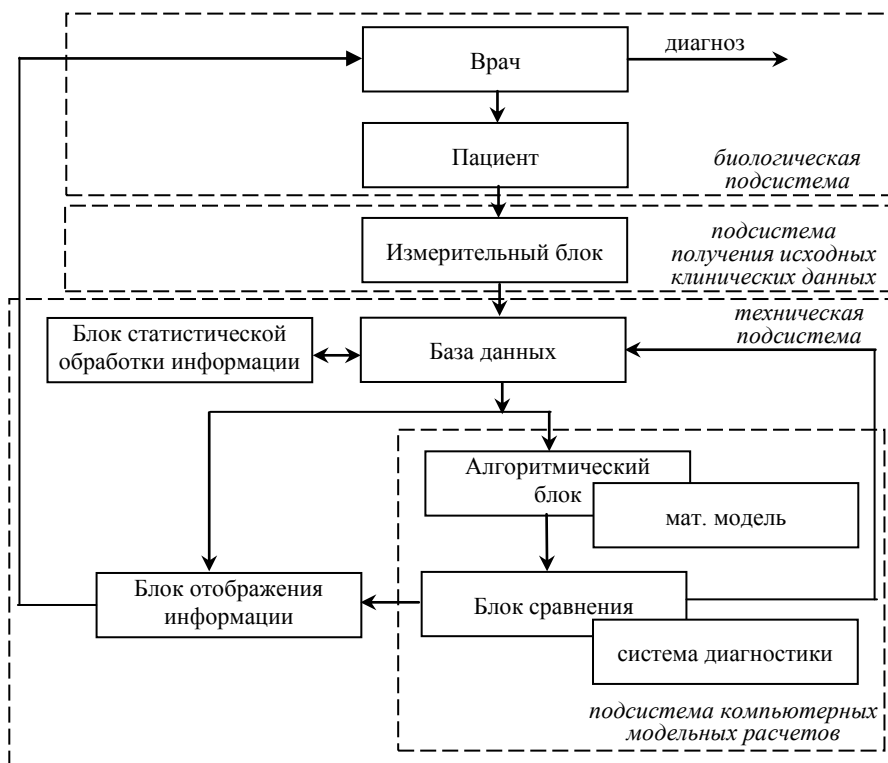 диагноз
Врач
Пациент
биологическая
подсистема
Измерительный блок
подсистема
получения исходных
клинических данных
техническая
подсистема
Блок статистической
обработки информации
База данных
Алгоритмический
блок
мат. модель
Блок отображения
информации
Блок сравнения
система диагностики
подсистема компьютерных
модельных расчетов